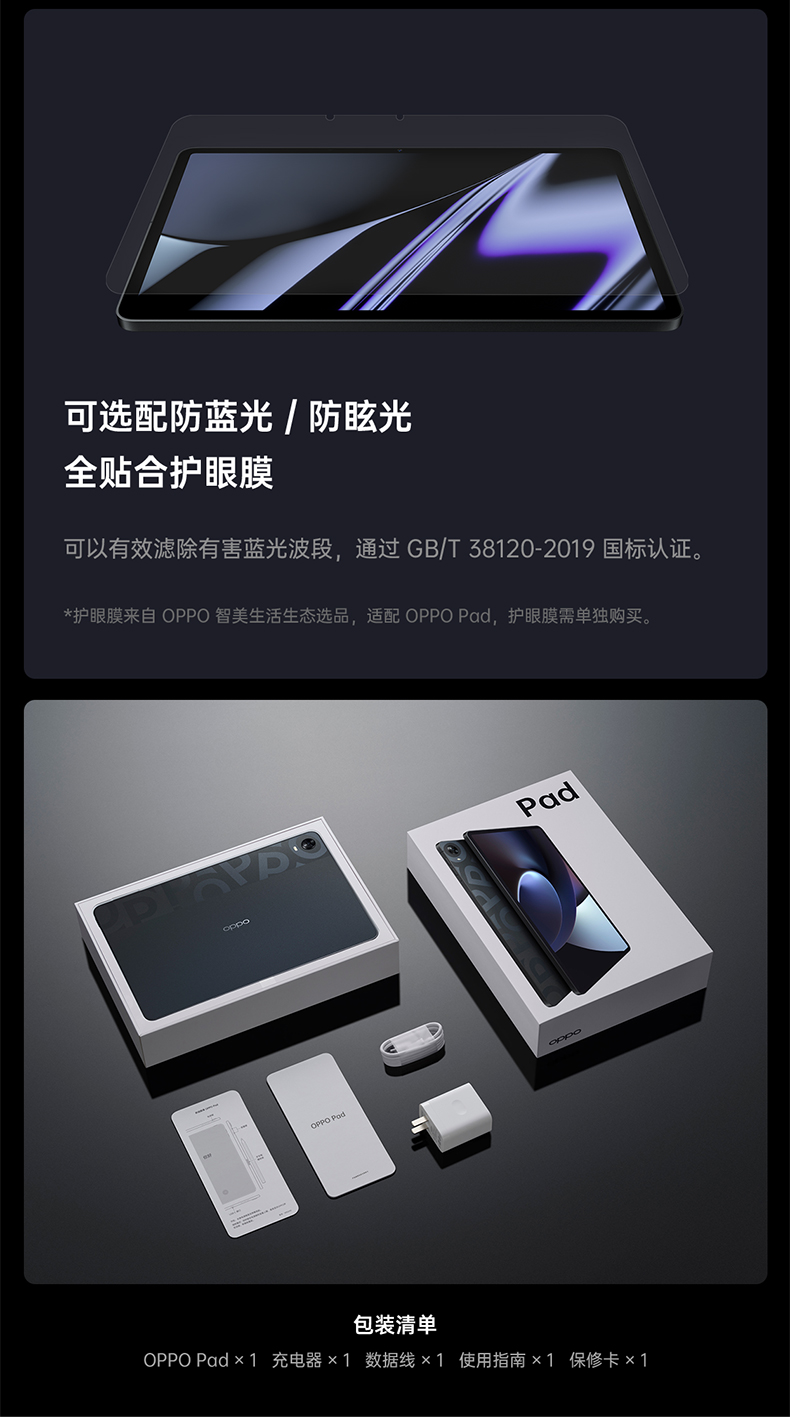 可选配防蓝光 / 防眩光
全贴合护眼膜
可以有效滤除有害蓝光波段，通过 GB/T 38120-2019 国标认证。
*护眼膜来自 OPPO 智美生活生态选品，适配 OPPO Pad，护眼膜需单独购买。
Pad
oppo
oppo
OPPO Pad
包装清单
OPPO Pad × 1 充电器 × 1 数据线 × 1 使用指南 × 1 保修卡 × 1